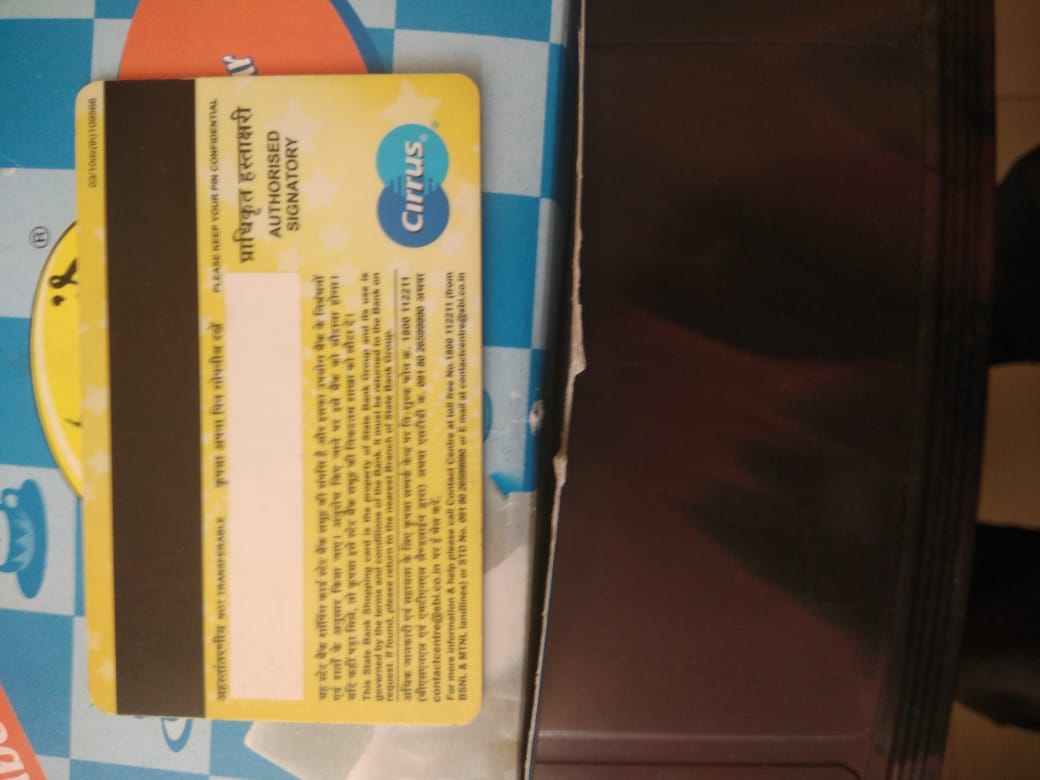 ®
03/10dz(th)109566
अहस्तांतरणीय NOT TRANSFERABLE कृपया अपना पिन गोपनीय रखें PLEASE KEEP YOUR PIN CONFIDENTIAL
प्राधिकृत हस्ताक्षरी
AUTHORISED
SIGNATORY
यह स्टेट बैंक शॉपिंग कार्ड स्टेट बैंक समूह की संपत्ति है और इसका उपयोग बैंक के निबंधनों
एवं शर्तों के अनुसार किया जाए। अनुरोध किए जाने पर इसे बैंक को लौटाना होगा।
यदि कहीं पड़ा मिले, तो कृपया इसे स्टेट बैंक समूह की निकटतम शाखा को लौटा दें।
This State Bank Shopping card is the property of State Bank Group and its use is
governed by the terms and conditions of the Bank. It must be returned to the Bank on
request. If found, please return to the nearest Branch of State Bank Group.
अधिक जानकारी एवं सहायता के लिए कृपया सम्पर्क केन्द्र पर नि:शुल्क फोन क्र. 1800 112211
(बीएसएनएल एवं एमटीएनएल लैण्डलाईन द्वारा) अथवा एसटीडी क्र. 091 80 26599990 अथवा
contactcentre@sbi.co.in पर ई मेल करें.
For more information & help please call Contact Centre at toll free No.1800 112211 (from
BSNL & MTNL landlines) or STD No. 091 80 26599990 or E mail at contactcentre@sbi.co.in
Cirrus®